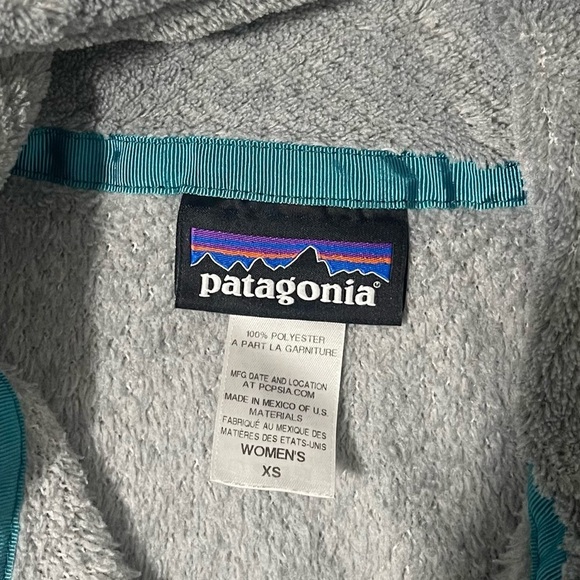 patagonia®
100% POLYESTER
A PART LA GARNITURE
MFG DATE AND LOCATION
AT PCPSIA.COM
MADE IN MEXICO OF U.S.
MATERIALS
FABRIQUÉ AU MEXIQUE DES
MATIÈRES DES ETATS-UNIS
WOMEN'S
XS